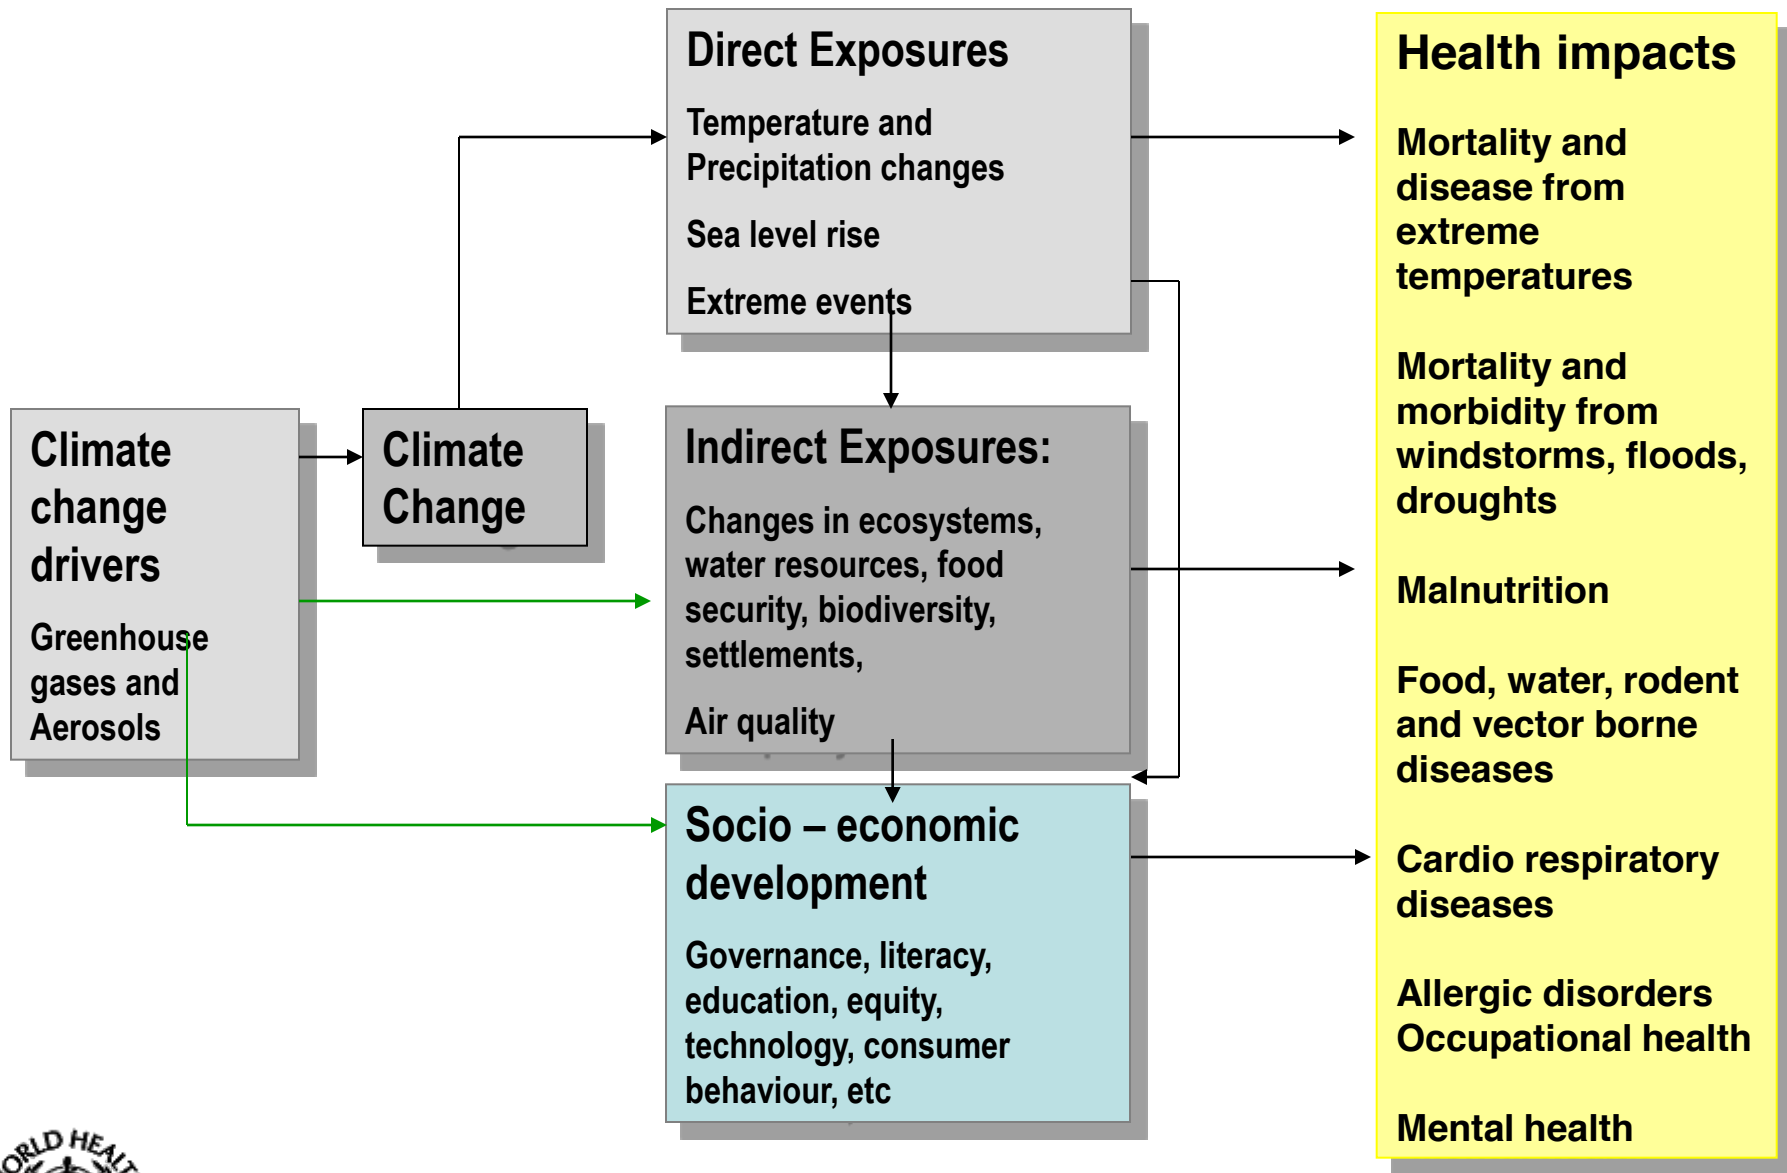 Direct Exposures
Temperature and
Precipitation changes
Sea level rise
Extreme events
Climate
change
drivers
Greenhouse
gases and
Aerosols
Climate
Change
Indirect Exposures:
Changes in ecosystems,
water resources, food
security, biodiversity,
settlements,
Air quality
Socio – economic
development
Governance, literacy,
education, equity,
technology, consumer
behaviour, etc
Health impacts
Mortality and
disease from
extreme
temperatures
Mortality and
morbidity from
windstorms, floods,
droughts
Malnutrition
Food, water, rodent
and vector borne
diseases
Cardio respiratory
diseases
Allergic disorders
Occupational health
Mental health